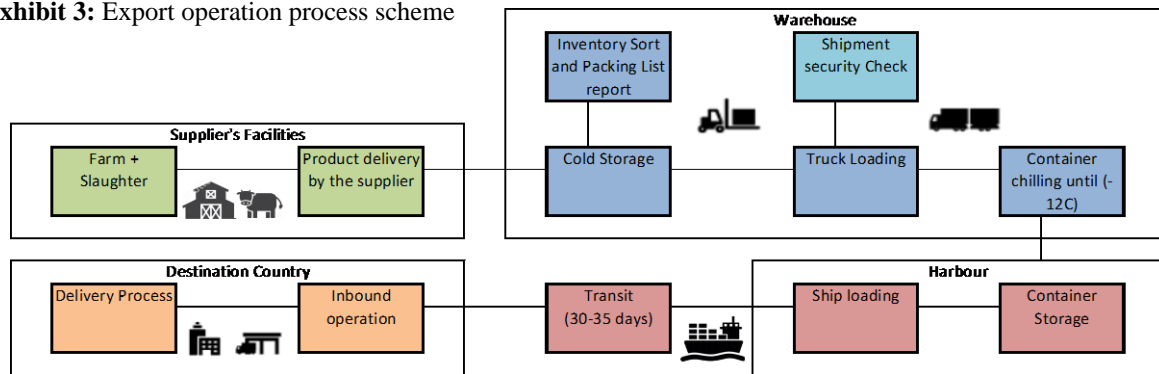 xhibit 3: Export operation process scheme
Warehouse
Inventory Sort
and Packing List
report
Shipment
security Check
Supplier's Facilities
Farm +
Slaughter
Product delivery
by the supplier
Cold Storage
Truck Loading
Container
chilling until (-
12C)
Destination Country
Harbour
Delivery Process
Inbound
operation
Transit
(30-35 days)
Ship loading
Container
Storage